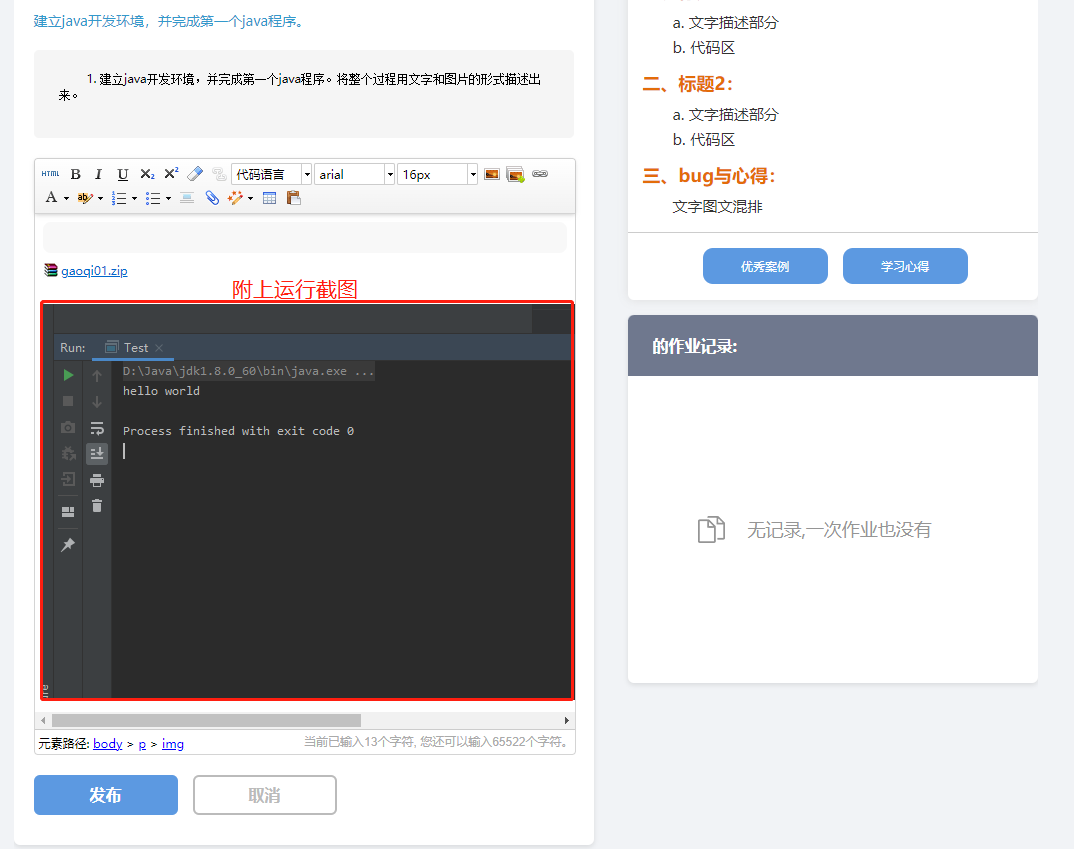 建立java开发环境，并完成第一个java程序。
1. 建立java开发环境，并完成第一个java程序。将整个过程用文字和图片的形式描述出
来。
HTML B I U X₂ X² 代码语言 arial 16px
A ab
gaoqi01.zip
附上运行截图
Run: Test
D:\Java\jdk1.8.0_60\bin\java.exe ...
hello world
Process finished with exit code 0
元素路径: body > p > img
当前已输入13个字符, 您还可以输入65522个字符。
发布
取消
a. 文字描述部分
b. 代码区
二、标题2：
a. 文字描述部分
b. 代码区
三、bug与心得：
文字图文混排
优秀案例
学习心得
的作业记录:
无记录,一次作业也没有